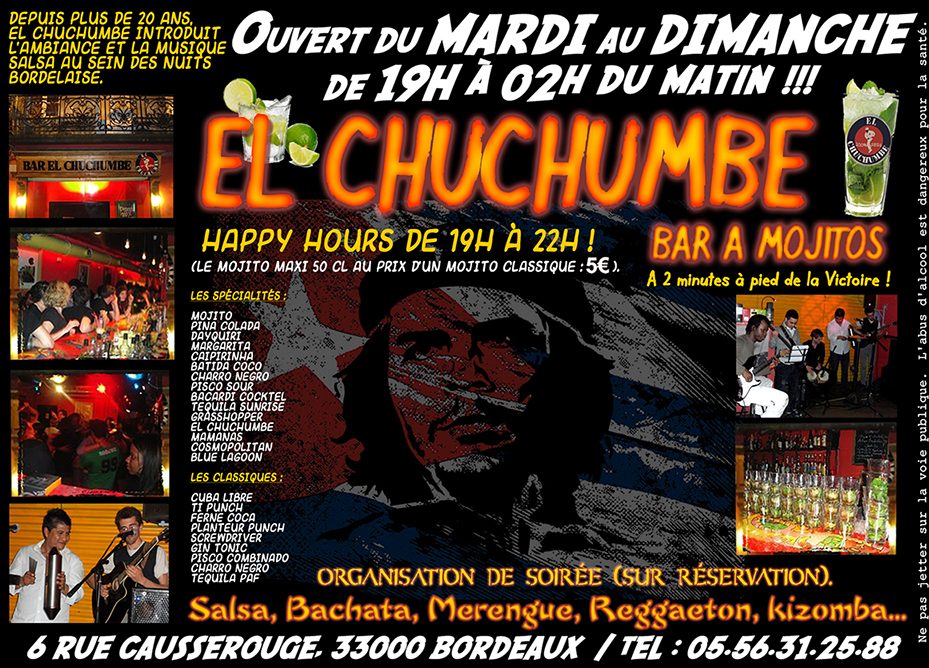 DEPUIS PLUS DE 20 ANS,
EL CHUCHUMBE INTRODUIT
L'AMBIANCE ET LA MUSIQUE
SALSA AU SEIN DES NUITS
BORDELAISE.
OUVERT DU MARDI AU DIMANCHE
DE 19H À 02H DU MATIN !!!
EL CHUCHUMBE
BAR A MOJITOS
A 2 minutes à pied de la Victoire !
HAPPY HOURS DE 19H À 22H !
(LE MOJITO MAXI 50 CL AU PRIX D'UN MOJITO CLASSIQUE : 5€ ).
BAR EL CHUCHUMBE
EL
CHUCHUMBE
LES SPÉCIALITÉS :
MOJITO
PINA COLADA
DAYQUIRI
MARGARITA
CAIPIRINHA
BATIDA COCO
CHARRO NEGRO
PISCO SOUR
BACARDI COCKTEL
TEQUILA SUNRISE
GRASSHOPPER
EL CHUCHUMBE
MAMANAS
COSMOPOLITAN
BLUE LAGOON
LES CLASSIQUES :
CUBA LIBRE
TI PUNCH
FERNE COCA
PLANTEUR PUNCH
SCREWDRIVER
GIN TONIC
PISCO COMBINADO
CHARRO NEGRO
TEQUILA PAF
99
ORGANISATION DE SOIRÉE (SUR RÉSERVATION).
Salsa, Bachata, Merengue, Reggaeton, kizomba...
6 RUE CAUSSEROUGE, 33000 BORDEAUX / TEL : 05.56.31.25.88
Ne pas jetter sur la voie publique. L'abus d'alcool est dangereux pour la santé.